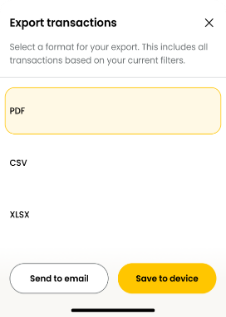 Export transactions
Select a format for your export. This includes all
transactions based on your current filters.
PDF
CSV
XLSX
Send to email
Save to device